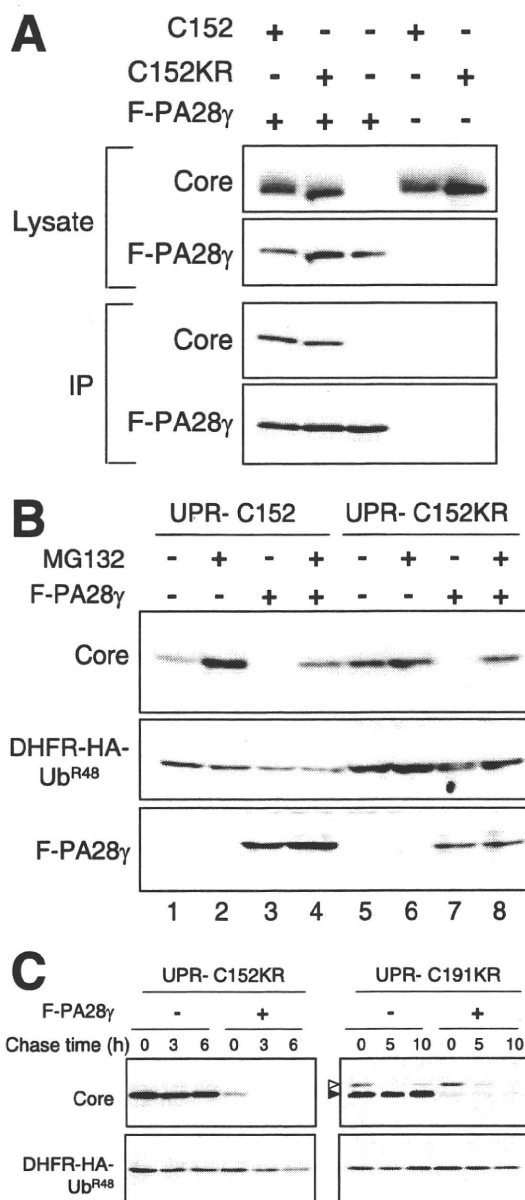 A
C152 + - - + -
C152KR - + - - +
F-PA28γ + + + - -
Lysate
Core
F-PA28γ
IP
Core
F-PA28γ
B
UPR- C152 UPR- C152KR
MG132 - + - + - + - +
F-PA28γ - - + + - - + +
Core
DHFR-HA-
Ub^R48
F-PA28γ
1 2 3 4 5 6 7 8
C
UPR- C152KR UPR- C191KR
F-PA28γ - + - +
Chase time (h) 0 3 6 0 3 6 0 5 10 0 5 10
Core
DHFR-HA-
Ub^R48